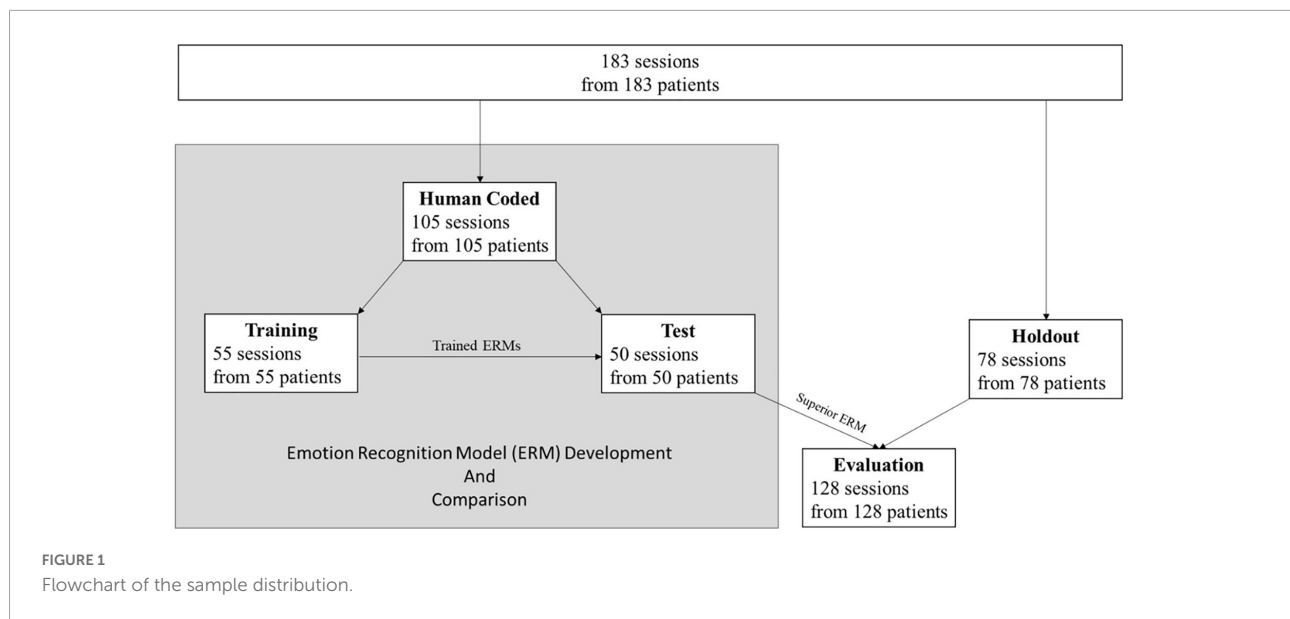 183 sessions
from 183 patients
Human Coded
105 sessions
from 105 patients
Training
55 sessions
from 55 patients
Trained ERMs
Test
50 sessions
from 50 patients
Holdout
78 sessions
from 78 patients
Superior ERM
Emotion Recognition Model (ERM) Development
And
Comparison
Evaluation
128 sessions
from 128 patients
FIGURE 1
Flowchart of the sample distribution.